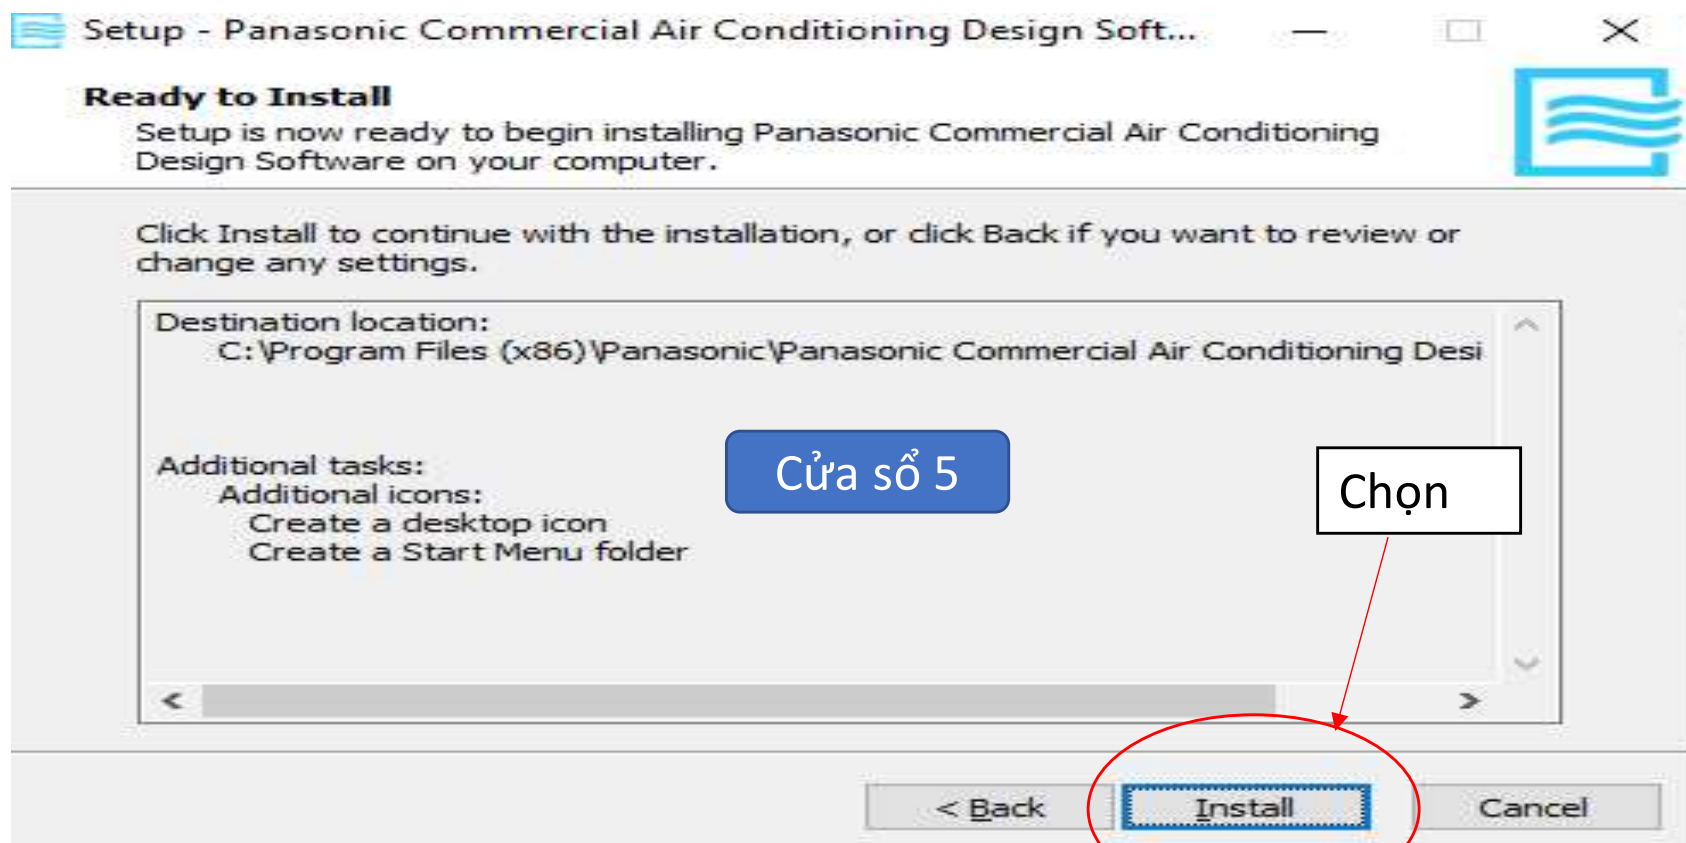 Setup - Panasonic Commercial Air Conditioning Design Soft...
Ready to Install
Setup is now ready to begin installing Panasonic Commercial Air Conditioning
Design Software on your computer.
Click Install to continue with the installation, or click Back if you want to review or
change any settings.
Destination location:
C:\Program Files (x86)\Panasonic\Panasonic Commercial Air Conditioning Desi
Cửa sổ 5
Chọn
Additional tasks:
Additional icons:
Create a desktop icon
Create a Start Menu folder
< Back
Install
Cancel